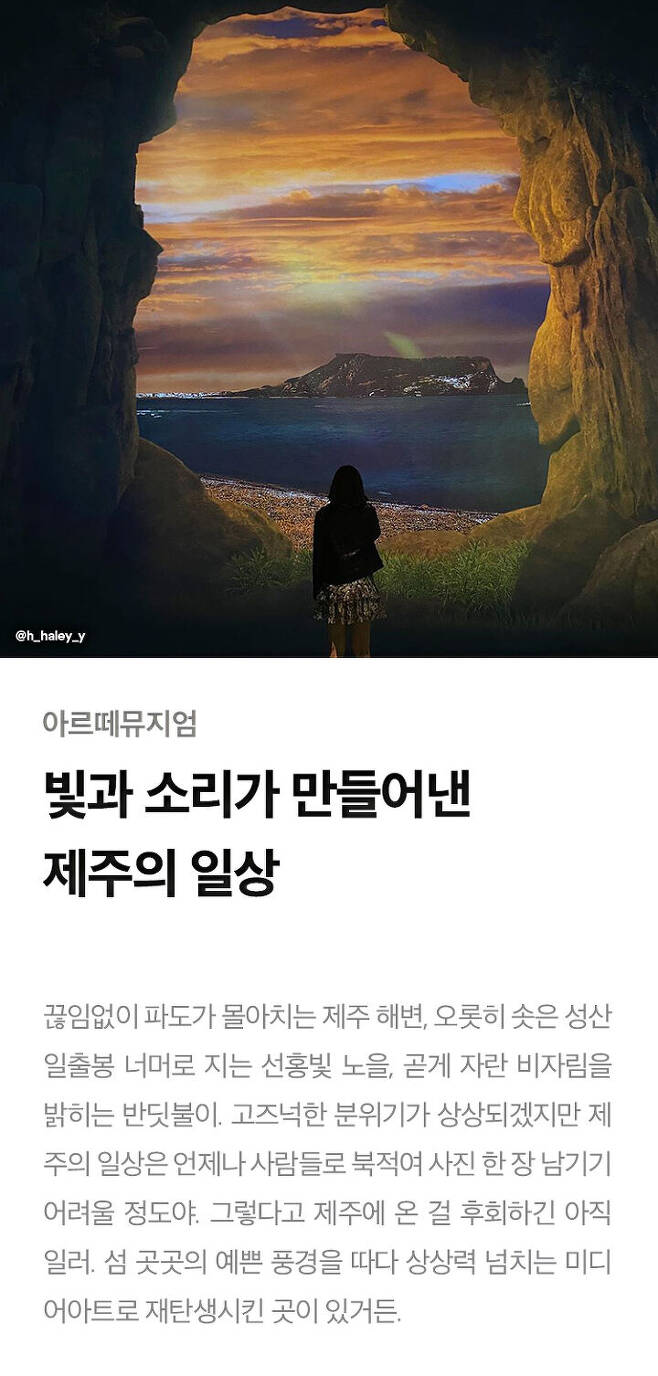 @h_haley_y
아르떼뮤지엄
빛과 소리가 만들어낸
제주의 일상
끊임없이 파도가 몰아치는 제주 해변, 오롯히 솟은 성산
일출봉 너머로 지는 선홍빛 노을, 곧게 자란 비자림을
밝히는 반딧불이. 고즈넉한 분위기가 상상되겠지만 제
주의 일상은 언제나 사람들로 북적여 사진 한 장 남기기
어려울 정도야. 그렇다고 제주에 온 걸 후회하긴 아직
일러. 섬 곳곳의 예쁜 풍경을 따다 상상력 넘치는 미디
어아트로 재탄생시킨 곳이 있거든.